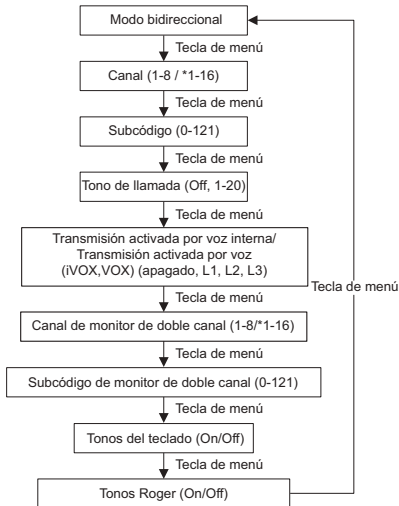 Modo bidireccional
Tecla de menú
Canal (1-8 / *1-16)
Tecla de menú
Subcódigo (0-121)
Tecla de menú
Tono de llamada (Off, 1-20)
Tecla de menú
Transmisión activada por voz interna/
Transmisión activada por voz
(iVOX,VOX) (apagado, L1, L2, L3)
Tecla de menú
Tecla de menú
Canal de monitor de doble canal (1-8/*1-16)
Tecla de menú
Subcódigo de monitor de doble canal (0-121)
Tecla de menú
Tonos del teclado (On/Off)
Tecla de menú
Tonos Roger (On/Off)